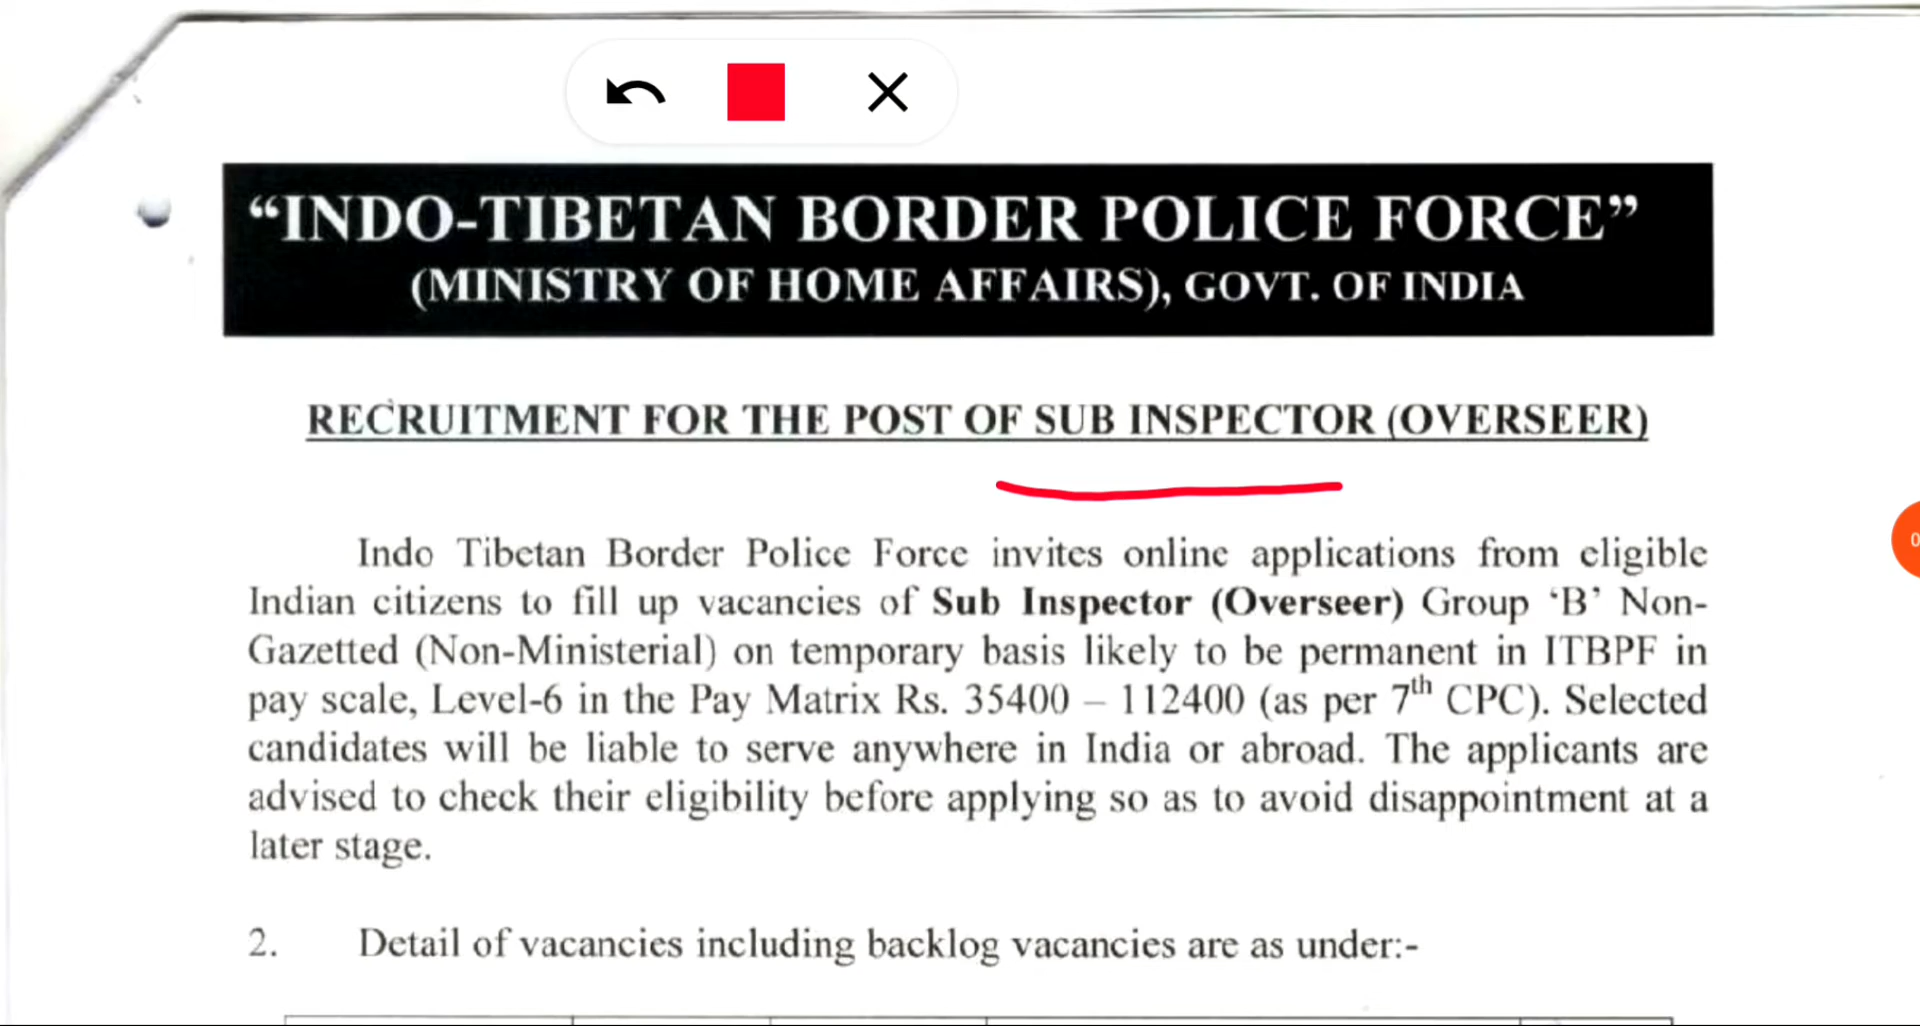 “INDO-TIBETAN BORDER POLICE FORCE”
(MINISTRY OF HOME AFFAIRS), GOVT. OF INDIA
RECRUITMENT FOR THE POST OF SUB INSPECTOR (OVERSEER)
Indo Tibetan Border Police Force invites online applications from eligible
Indian citizens to fill up vacancies of Sub Inspector (Overseer) Group ‘B’ Non-
Gazetted (Non-Ministerial) on temporary basis likely to be permanent in ITBPF in
pay scale, Level-6 in the Pay Matrix Rs. 35400 – 112400 (as per 7th CPC). Selected
candidates will be liable to serve anywhere in India or abroad. The applicants are
advised to check their eligibility before applying so as to avoid disappointment at a
later stage.
2. Detail of vacancies including backlog vacancies are as under:-